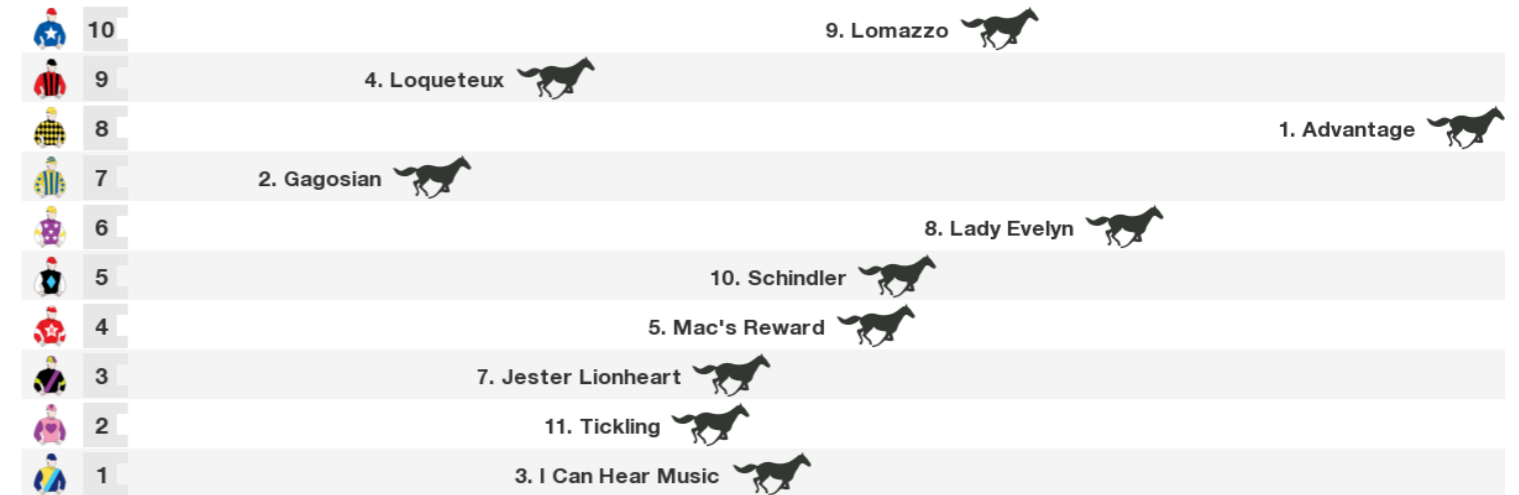 10 9. Lomazzo
9 4. Loqueteux
8 1. Advantage
7 2. Gagosian
6 8. Lady Evelyn
5 10. Schindler
4 5. Mac's Reward
3 7. Jester Lionheart
2 11. Tickling
1 3. I Can Hear Music